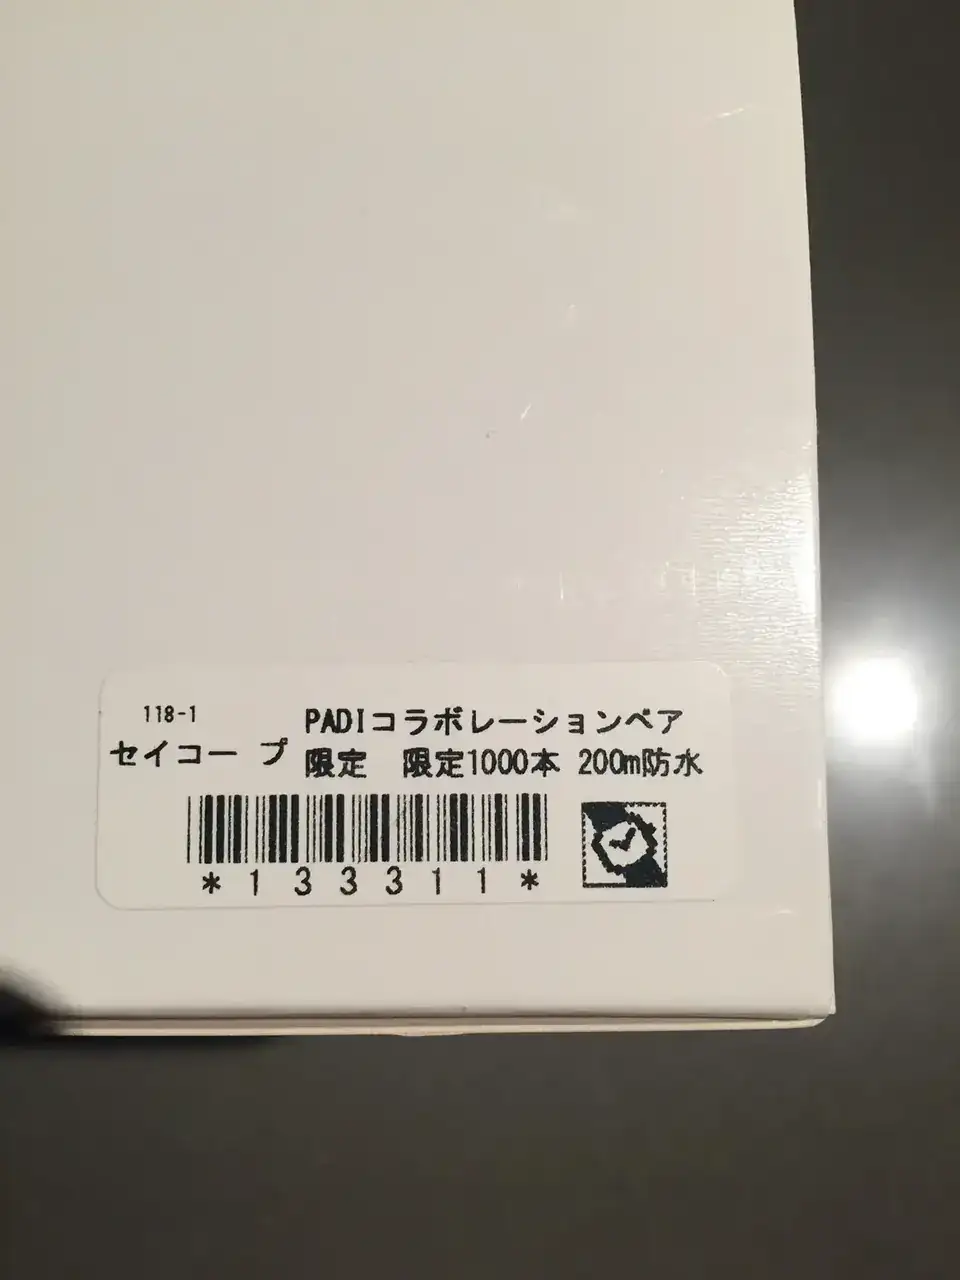 118-1
PADIコラボレーションペア
セイコー プ
限定 限定1000本 200m防水
*133311*